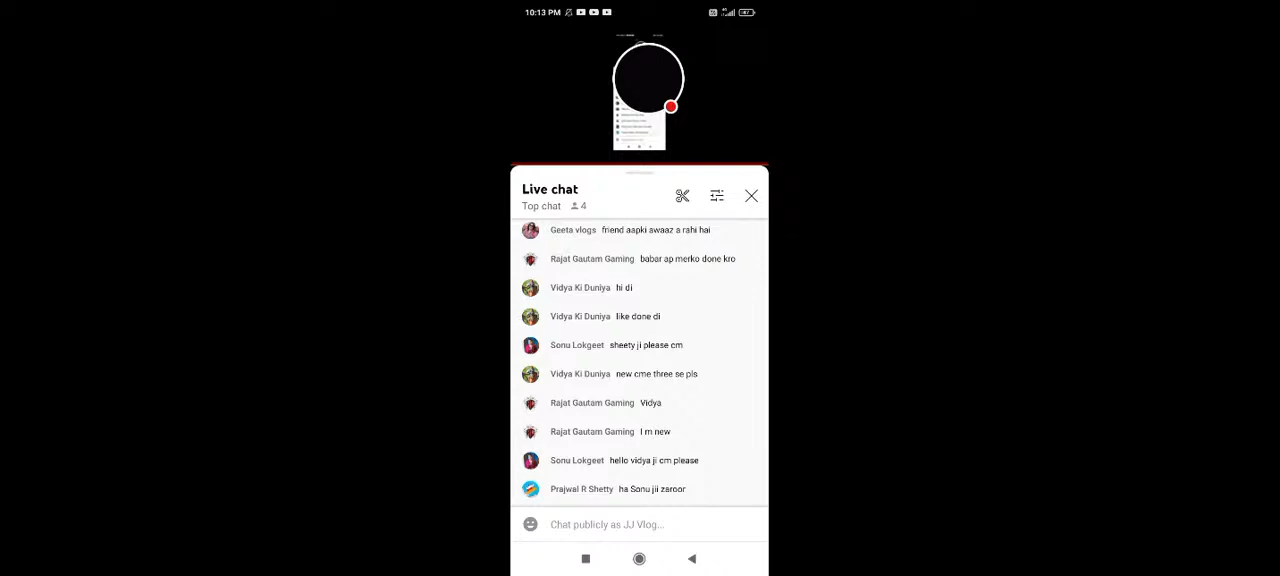 10:13 PM
Live chat
Top chat 4
Geeta vlogs friend aapki awaaz a rahi hai
Rajat Gautam Gaming babar ap merko done kro
Vidya Ki Duniya hi di
Vidya Ki Duniya like done di
Sonu Lokgeet sheety ji please cm
Vidya Ki Duniya new cme three se pls
Rajat Gautam Gaming Vidya
Rajat Gautam Gaming I m new
Sonu Lokgeet hello vidya ji cm please
Prajwal R Shetty ha Sonu jii zaroor
Chat publicly as JJ Vlog...